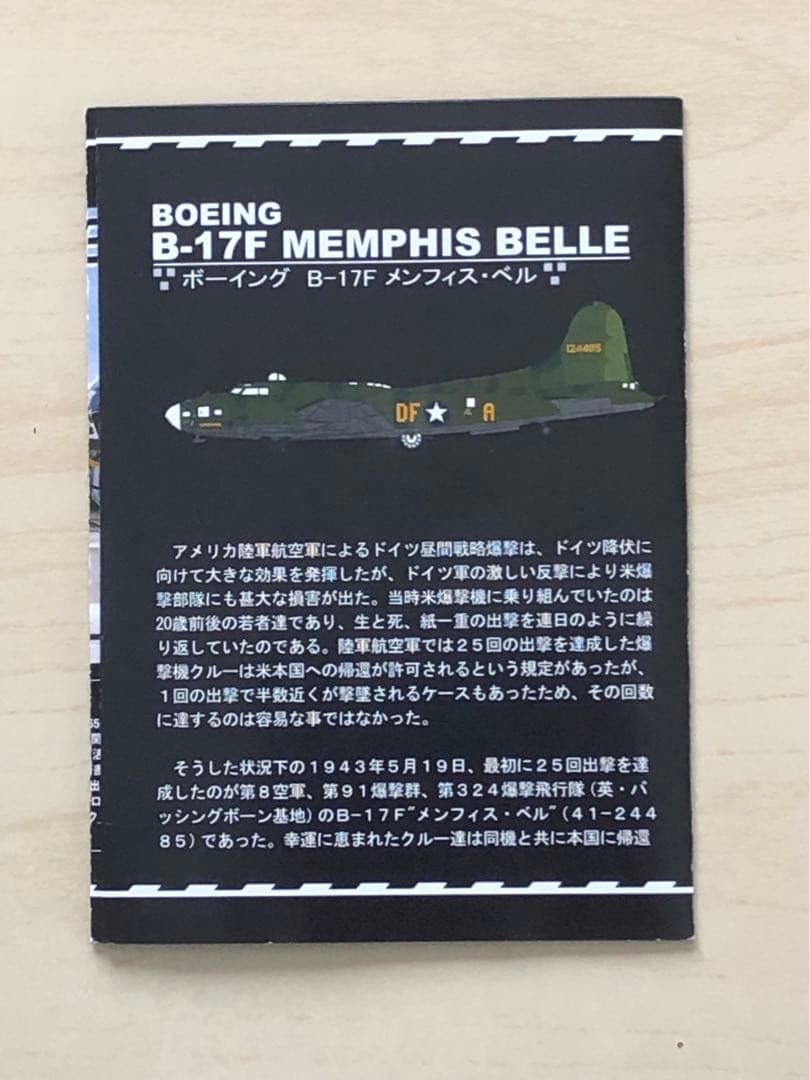 BOEING
B-17F MEMPHIS BELLE
ボーイング B-17F メンフィス・ベル
124485
DF
A
アメリカ陸軍航空軍によるドイツ昼間戦略爆撃は、ドイツ降伏に
向けて大きな効果を発揮したが、ドイツ軍の激しい反撃により米爆
撃部隊にも甚大な損害が出た。当時米爆撃機に乗り組んでいたのは
20歳前後の若者達であり、生と死、紙一重の出撃を連日のように繰
り返していたのである。陸軍航空軍では25回の出撃を達成した爆
撃機クルーは米本国への帰還が許可されるという規定があったが、
1回の出撃で半数近くが撃墜されるケースもあったため、その回数
に達するのは容易な事ではなかった。
そうした状況下の1943年5月19日、最初に25回出撃を達
成したのが第8空軍、第91爆撃群、第324爆撃飛行隊(英・バ
ッシングボーン基地)のB-17F"メンフィス・ベル"(41-244
85)であった。幸運に恵まれたクルー達は同機と共に本国に帰還